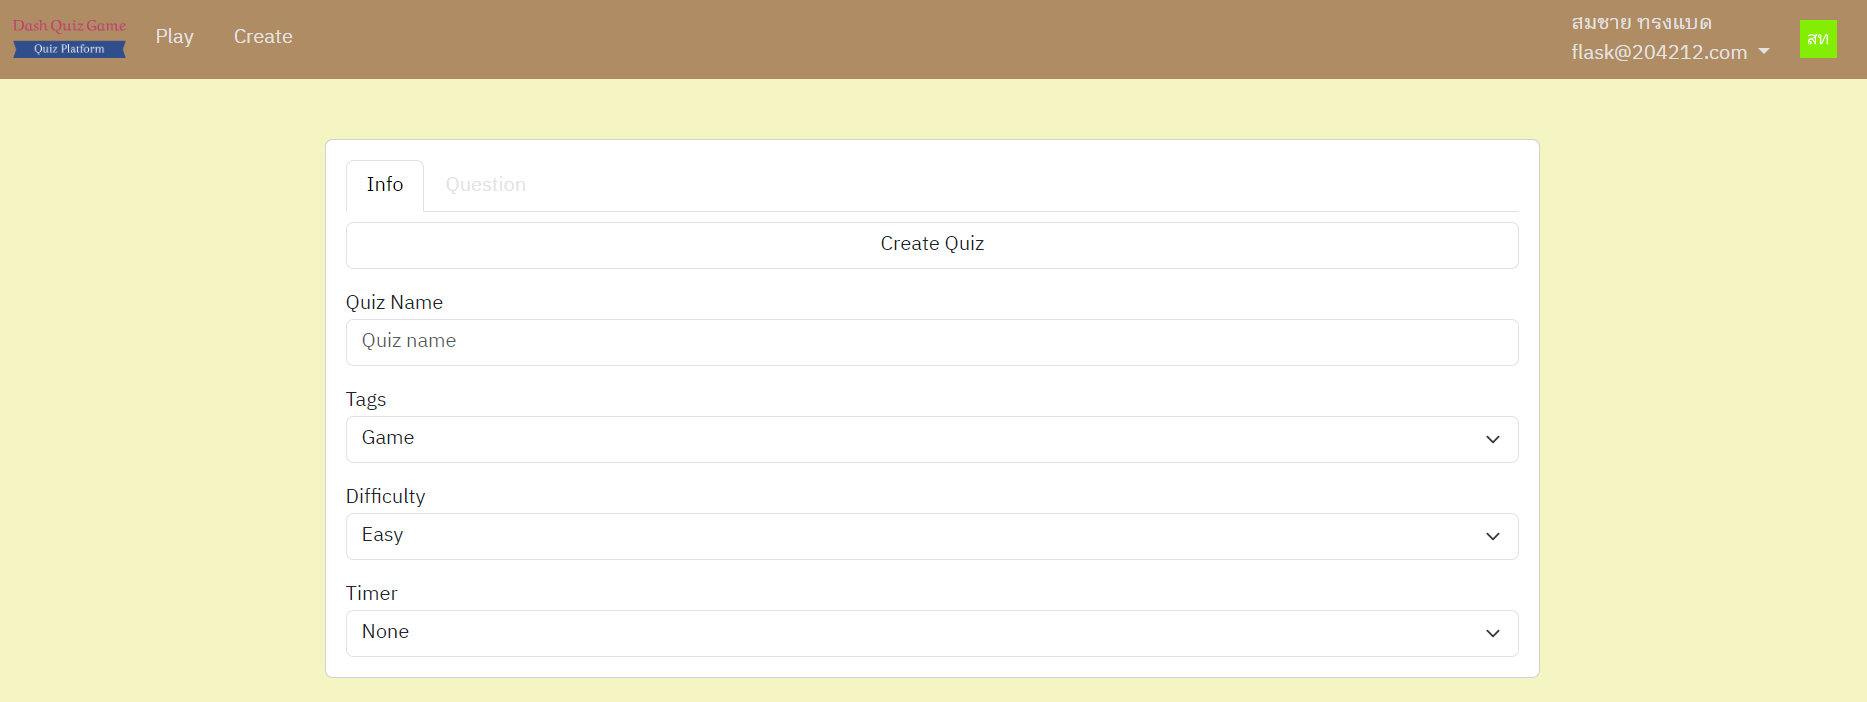 Dash Quiz Game
Quiz Platform
Play
Create
สมชาย ทรงแบด
flask@204212.com
สท
Info
Question
Create Quiz
Quiz Name
Quiz name
Tags
Game
Difficulty
Easy
Timer
None